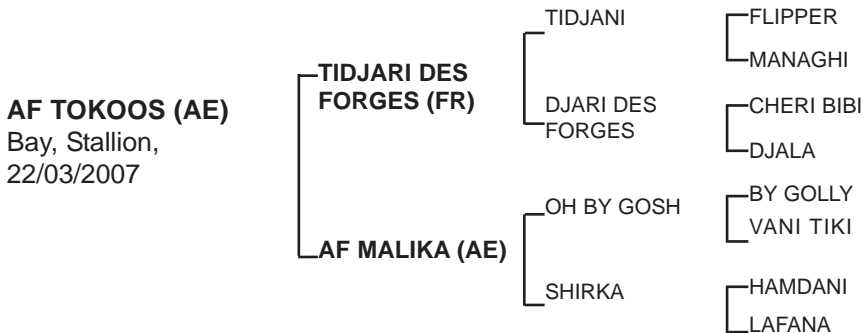 AF TOKOOS (AE)
Bay, Stallion,
22/03/2007
TIDJARI DES
FORGES (FR)
AF MALIKA (AE)
TIDJANI
DJARI DES
FORGES
OH BY GOSH
SHIRKA
FLIPPER
MANAGHI
CHERI BIBI
DJALA
BY GOLLY
VANI TIKI
HAMDANI
LAFANA